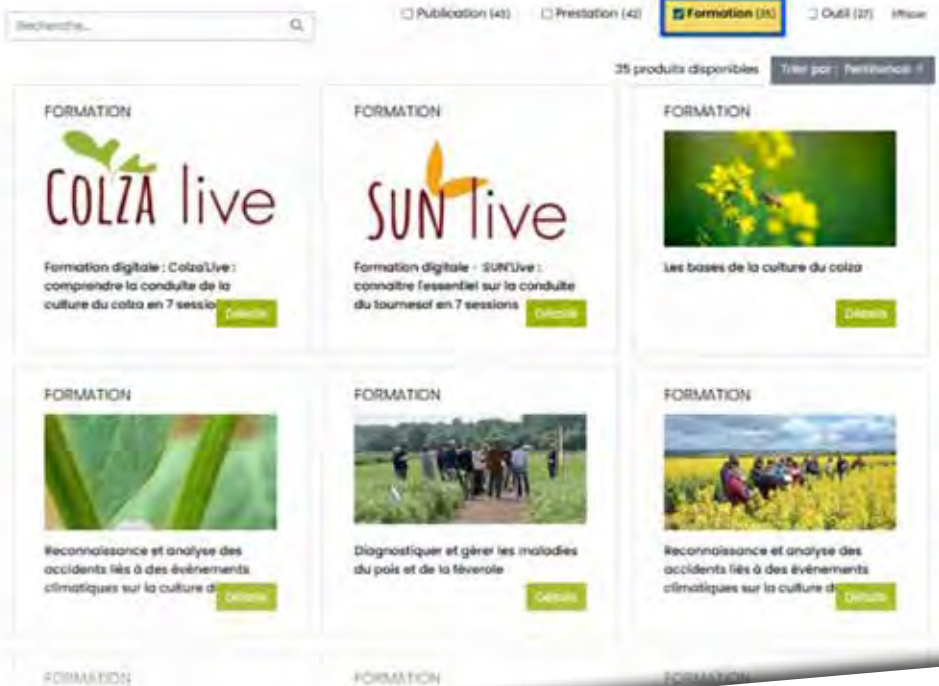 Recherche...
Publication (43) Prestation (42) Formation (35) Outil (27) Effacer
35 produits disponibles Trier par : Pertinence
FORMATION
COLZA live
Formation digitale : Colza'Live :
comprendre la conduite de la
culture du colza en 7 sessio
Détails
FORMATION
SUN live
Formation digitale - SUN'Live :
connaître l'essentiel sur la conduite
du tournesol en 7 sessions
Détails
FORMATION
Les bases de la culture du colza
Détails
FORMATION
Reconnaissance et analyse des
accidents liés à des événements
climatiques sur la culture d
Détails
FORMATION
Diagnostiquer et gérer les maladies
du pois et de la féverole
Détails
FORMATION
Reconnaissance et analyse des
accidents liés à des événements
climatiques sur la culture d
Détails
FORMATION
FORMATION
FORMATION